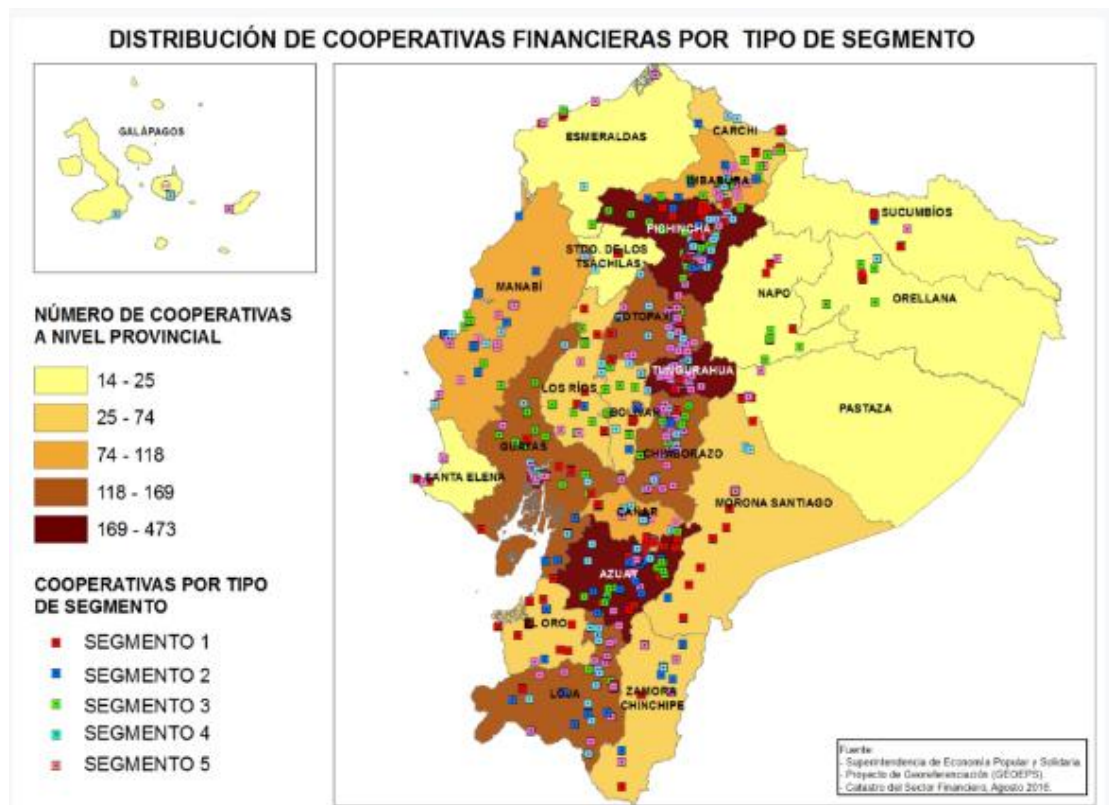 DISTRIBUCIÓN DE COOPERATIVAS FINANCIERAS POR TIPO DE SEGMENTO
GALÁPAGOS
ESMERALDAS
CARCHI
IMBABURA
SUCUMBÍOS
PICHINCHA
STDO. DE LOS
TSÁCHILAS
NAPO
ORELLANA
MANABÍ
COTOPAXI
TUNGURAHUA
LOS RÍOS
BOLÍVAR
PASTAZA
GUAYAS
CHIMBORAZO
SANTA ELENA
MORONA SANTIAGO
CAÑAR
AZUAY
EL ORO
LOJA
ZAMORA
CHINCHIPE
NÚMERO DE COOPERATIVAS
A NIVEL PROVINCIAL
14 - 25
25 - 74
74 - 118
118 - 169
169 - 473
COOPERATIVAS POR TIPO
DE SEGMENTO
SEGMENTO 1
SEGMENTO 2
SEGMENTO 3
SEGMENTO 4
SEGMENTO 5
Fuente:
- Superintendencia de Economía Popular y Solidaria.
- Proyecto de Georeferenciación (GEOEPS).
- Catastro del Sector Financiero, Agosto 2016.